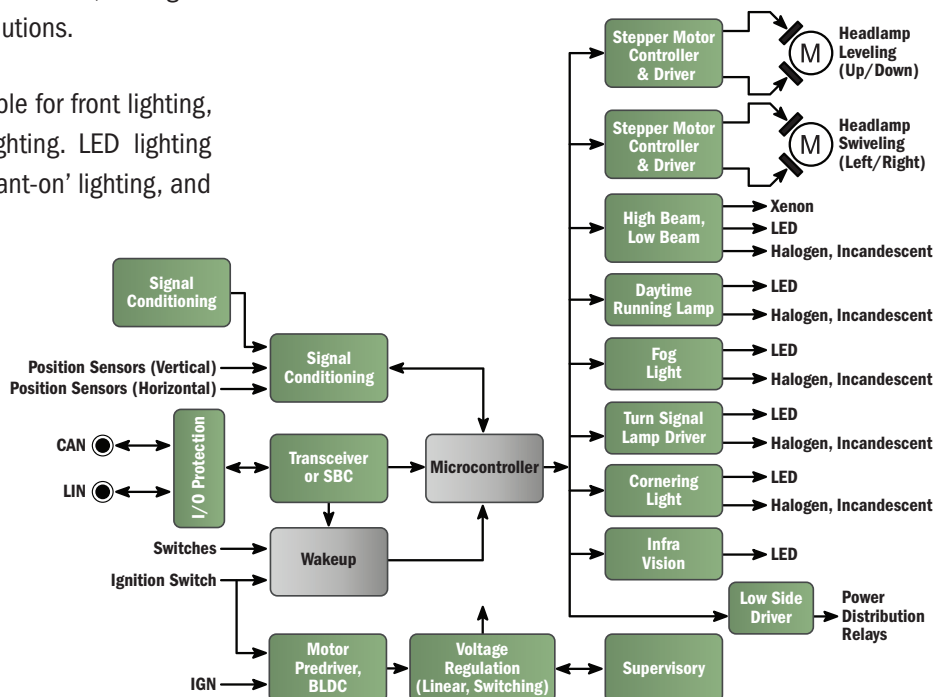 utions.
ble for front lighting,
ghting. LED lighting
ant-on’ lighting, and
Stepper Motor
Controller
& Driver
M
Headlamp
Leveling
(Up/Down)
Stepper Motor
Controller
& Driver
M
Headlamp
Swiveling
(Left/Right)
High Beam,
Low Beam
Xenon
LED
Halogen, Incandescent
Daytime
Running Lamp
LED
Halogen, Incandescent
Fog
Light
LED
Halogen, Incandescent
Turn Signal
Lamp Driver
LED
Halogen, Incandescent
Cornering
Light
LED
Halogen, Incandescent
Infra
Vision
LED
Low Side
Driver
Power
Distribution
Relays
Signal
Conditioning
Signal
Conditioning
Position Sensors (Vertical)
Position Sensors (Horizontal)
CAN
LIN
I/O Protection
Transceiver
or SBC
Microcontroller
Switches
Ignition Switch
Wakeup
IGN
Motor
Predriver,
BLDC
Voltage
Regulation
(Linear, Switching)
Supervisory